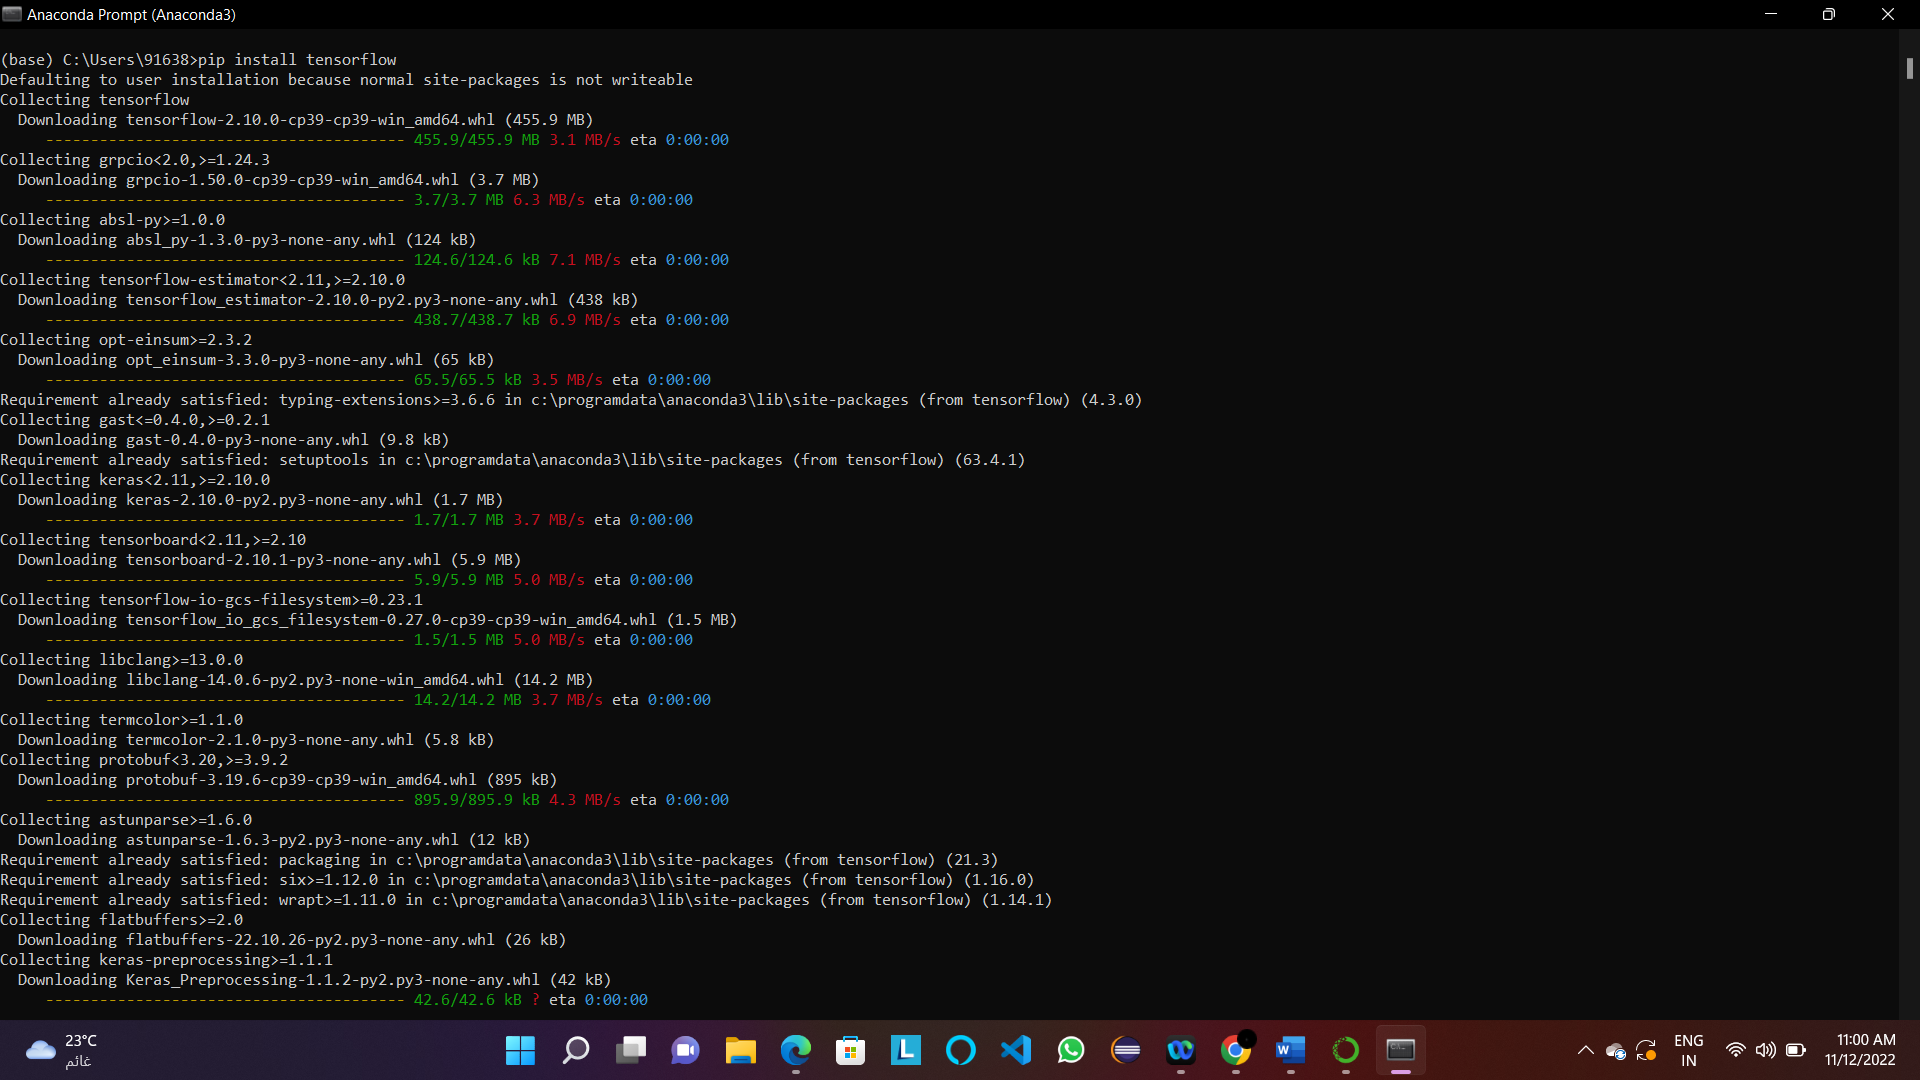 Anaconda Prompt (Anaconda3)
(base) C:\Users\91638>pip install tensorflow
Defaulting to user installation because normal site-packages is not writeable
Collecting tensorflow
  Downloading tensorflow-2.10.0-cp39-cp39-win_amd64.whl (455.9 MB)
     ---------------------------------------- 455.9/455.9 MB 3.1 MB/s eta 0:00:00
Collecting grpcio<2.0,>=1.24.3
  Downloading grpcio-1.50.0-cp39-cp39-win_amd64.whl (3.7 MB)
     ---------------------------------------- 3.7/3.7 MB 6.3 MB/s eta 0:00:00
Collecting absl-py>=1.0.0
  Downloading absl_py-1.3.0-py3-none-any.whl (124 kB)
     ---------------------------------------- 124.6/124.6 kB 7.1 MB/s eta 0:00:00
Collecting tensorflow-estimator<2.11,>=2.10.0
  Downloading tensorflow_estimator-2.10.0-py2.py3-none-any.whl (438 kB)
     ---------------------------------------- 438.7/438.7 kB 6.9 MB/s eta 0:00:00
Collecting opt-einsum>=2.3.2
  Downloading opt_einsum-3.3.0-py3-none-any.whl (65 kB)
     ---------------------------------------- 65.5/65.5 kB 3.5 MB/s eta 0:00:00
Requirement already satisfied: typing-extensions>=3.6.6 in c:\programdata\anaconda3\lib\site-packages (from tensorflow) (4.3.0)
Collecting gast<=0.4.0,>=0.2.1
  Downloading gast-0.4.0-py3-none-any.whl (9.8 kB)
Requirement already satisfied: setuptools in c:\programdata\anaconda3\lib\site-packages (from tensorflow) (63.4.1)
Collecting keras<2.11,>=2.10.0
  Downloading keras-2.10.0-py2.py3-none-any.whl (1.7 MB)
     ---------------------------------------- 1.7/1.7 MB 3.7 MB/s eta 0:00:00
Collecting tensorboard<2.11,>=2.10
  Downloading tensorboard-2.10.1-py3-none-any.whl (5.9 MB)
     ---------------------------------------- 5.9/5.9 MB 5.0 MB/s eta 0:00:00
Collecting tensorflow-io-gcs-filesystem>=0.23.1
  Downloading tensorflow_io_gcs_filesystem-0.27.0-cp39-cp39-win_amd64.whl (1.5 MB)
     ---------------------------------------- 1.5/1.5 MB 5.0 MB/s eta 0:00:00
Collecting libclang>=13.0.0
  Downloading libclang-14.0.6-py2.py3-none-win_amd64.whl (14.2 MB)
     ---------------------------------------- 14.2/14.2 MB 3.7 MB/s eta 0:00:00
Collecting termcolor>=1.1.0
  Downloading termcolor-2.1.0-py3-none-any.whl (5.8 kB)
Collecting protobuf<3.20,>=3.9.2
  Downloading protobuf-3.19.6-cp39-cp39-win_amd64.whl (895 kB)
     ---------------------------------------- 895.9/895.9 kB 4.3 MB/s eta 0:00:00
Collecting astunparse>=1.6.0
  Downloading astunparse-1.6.3-py2.py3-none-any.whl (12 kB)
Requirement already satisfied: packaging in c:\programdata\anaconda3\lib\site-packages (from tensorflow) (21.3)
Requirement already satisfied: six>=1.12.0 in c:\programdata\anaconda3\lib\site-packages (from tensorflow) (1.16.0)
Requirement already satisfied: wrapt>=1.11.0 in c:\programdata\anaconda3\lib\site-packages (from tensorflow) (1.14.1)
Collecting flatbuffers>=2.0
  Downloading flatbuffers-22.10.26-py2.py3-none-any.whl (26 kB)
Collecting keras-preprocessing>=1.1.1
  Downloading Keras_Preprocessing-1.1.2-py2.py3-none-any.whl (42 kB)
     ---------------------------------------- 42.6/42.6 kB ? eta 0:00:00
23°C
غائم
ENG
IN
11:00 AM
11/12/2022